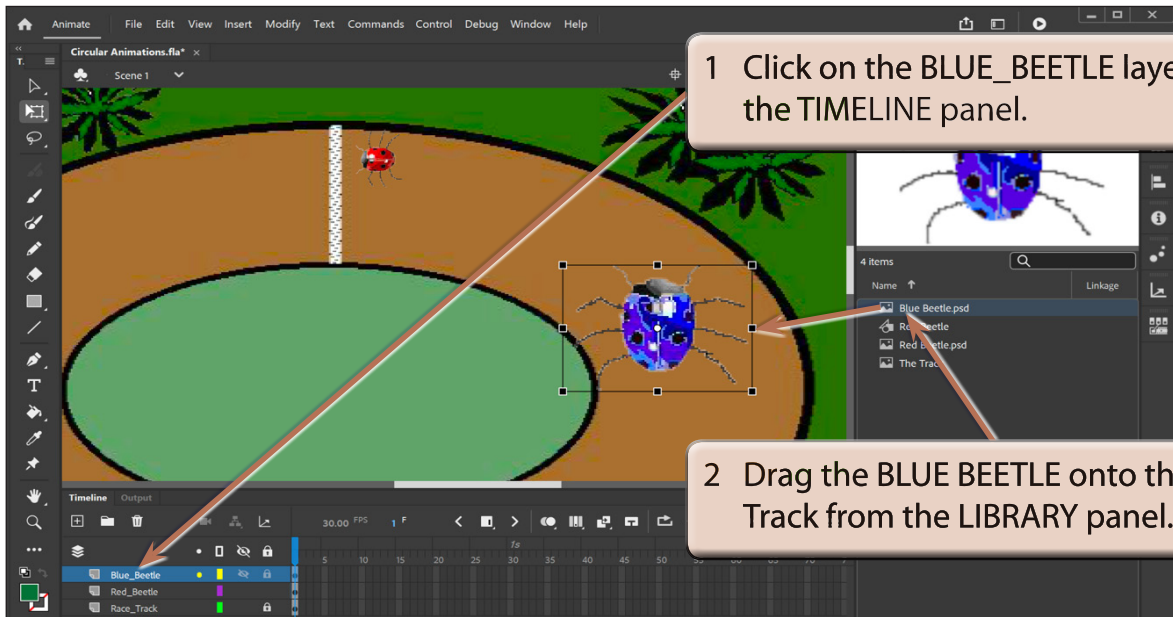 Animate File Edit View Insert Modify Text Commands Control Debug Window Help
Circular Animations.fla* ×
T.
Scene 1
1 Click on the BLUE_BEETLE laye
the TIMELINE panel.
4 items
Name ↑ Linkage
Blue Beetle.psd
Red Beetle
Red Beetle.psd
The Trac
2 Drag the BLUE BEETLE onto th
Track from the LIBRARY panel.
T
Timeline Output
30.00 FPS 1 F
1s
5 10 15 20 25 30 35 40 45 50
Blue_Beetle
Red_Beetle
Race_Track